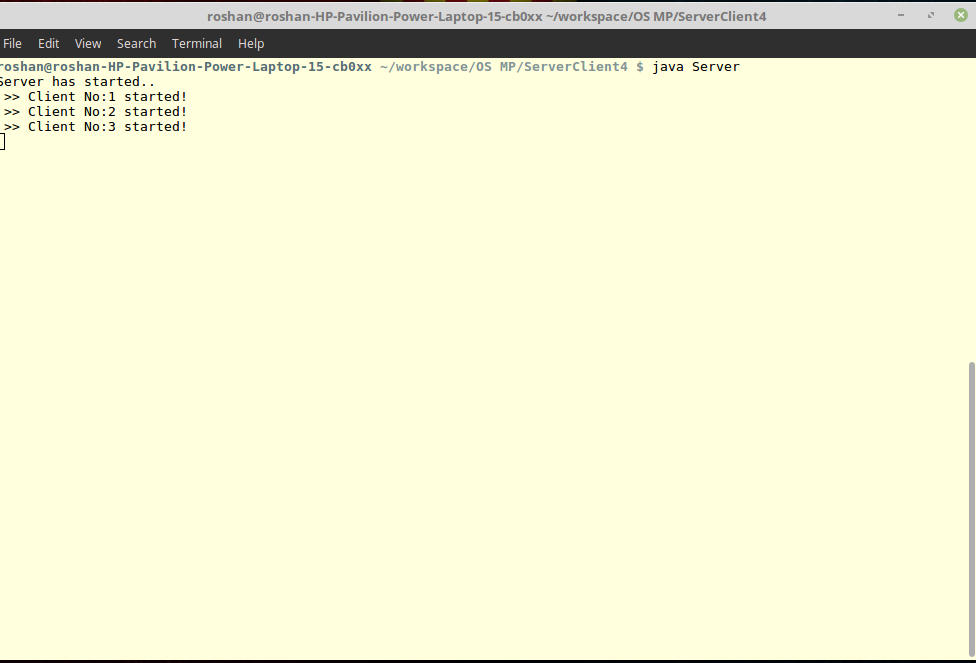 roshan@roshan-HP-Pavilion-Power-Laptop-15-cb0xx ~/workspace/OS MP/ServerClient4
File Edit View Search Terminal Help
roshan@roshan-HP-Pavilion-Power-Laptop-15-cb0xx ~/workspace/OS MP/ServerClient4 $ java Server
Server has started..
>> Client No:1 started!
>> Client No:2 started!
>> Client No:3 started!